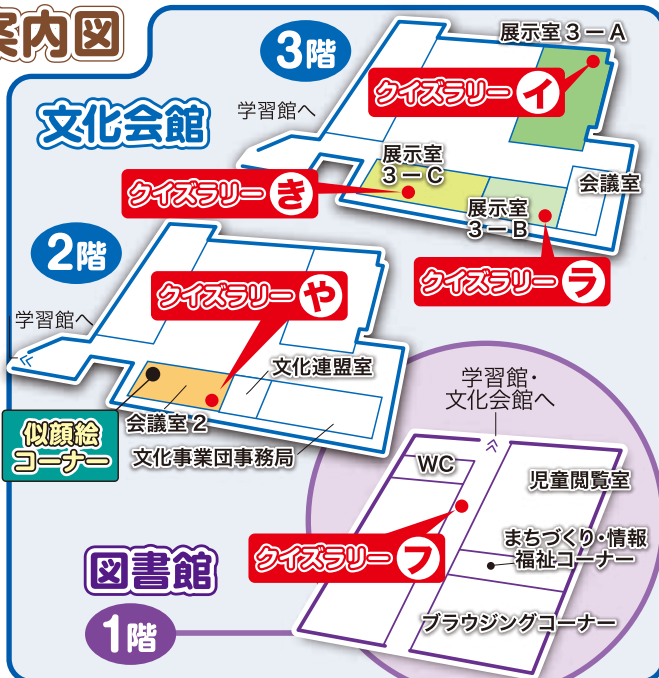 案内図
3階
展示室3-A
クイズラリー イ
学習館へ
文化会館
展示室
3-C
会議室
クイズラリー き
展示室
3-B
2階
クイズラリー ラ
クイズラリー や
学習館へ
文化連盟室
学習館・
文化会館へ
似顔絵
コーナー
会議室2
文化事業団事務局
WC
児童閲覧室
まちづくり・情報
福祉コーナー
クイズラリー フ
図書館
1階
ブラウジングコーナー